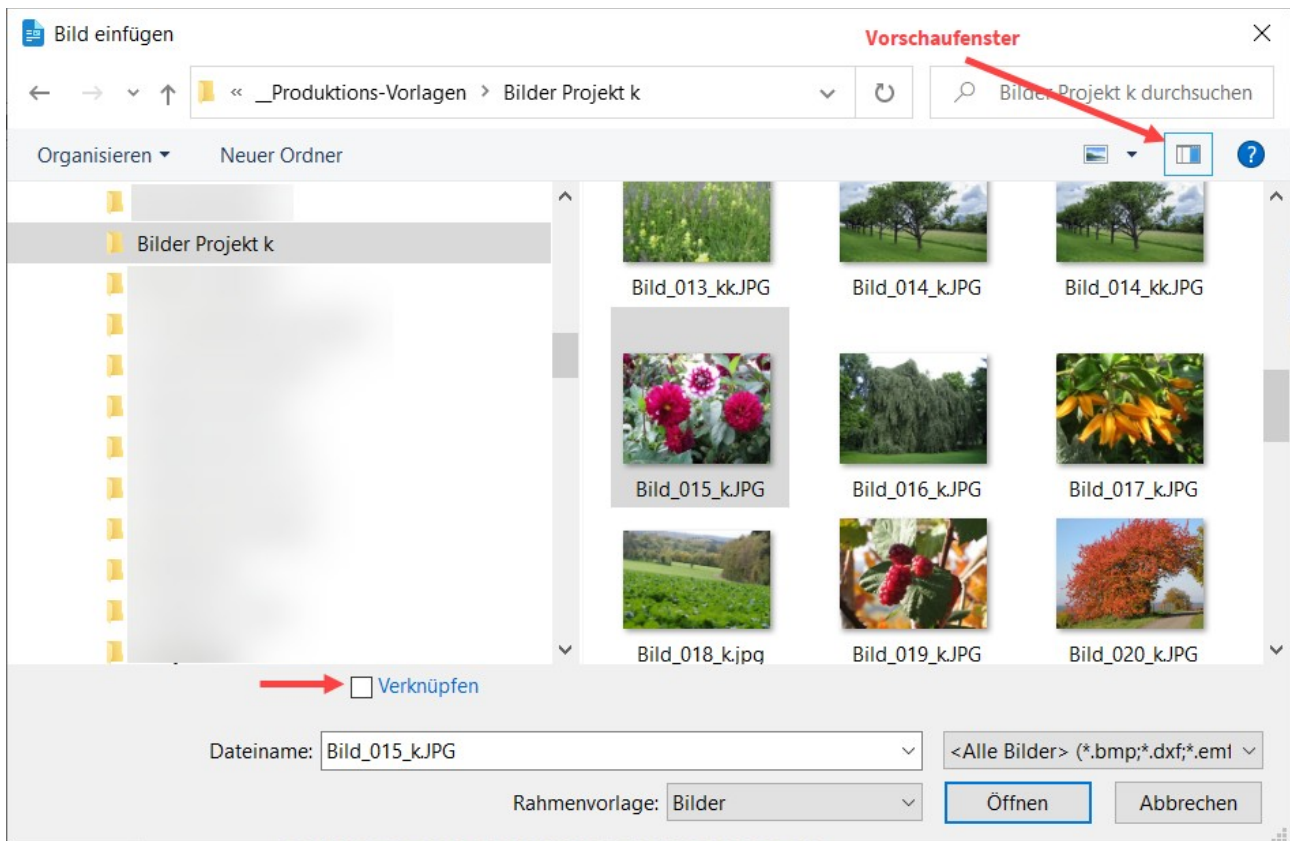 Bild einfügen
Vorschaufenster
« __Produktions-Vorlagen > Bilder Projekt k
Bilder Projekt k durchsuchen
Organisieren
Neuer Ordner
?
Bilder Projekt k
Bild_013_kk.JPG
Bild_014_k.JPG
Bild_014_kk.JPG
Bild_015_k.JPG
Bild_016_k.JPG
Bild_017_k.JPG
Bild_018_k.jpg
Bild_019_k.JPG
Bild_020_k.JPG
Verknüpfen
Dateiname: Bild_015_k.JPG
<Alle Bilder> (*.bmp;*.dxf;*.emf
Rahmenvorlage: Bilder
Öffnen
Abbrechen